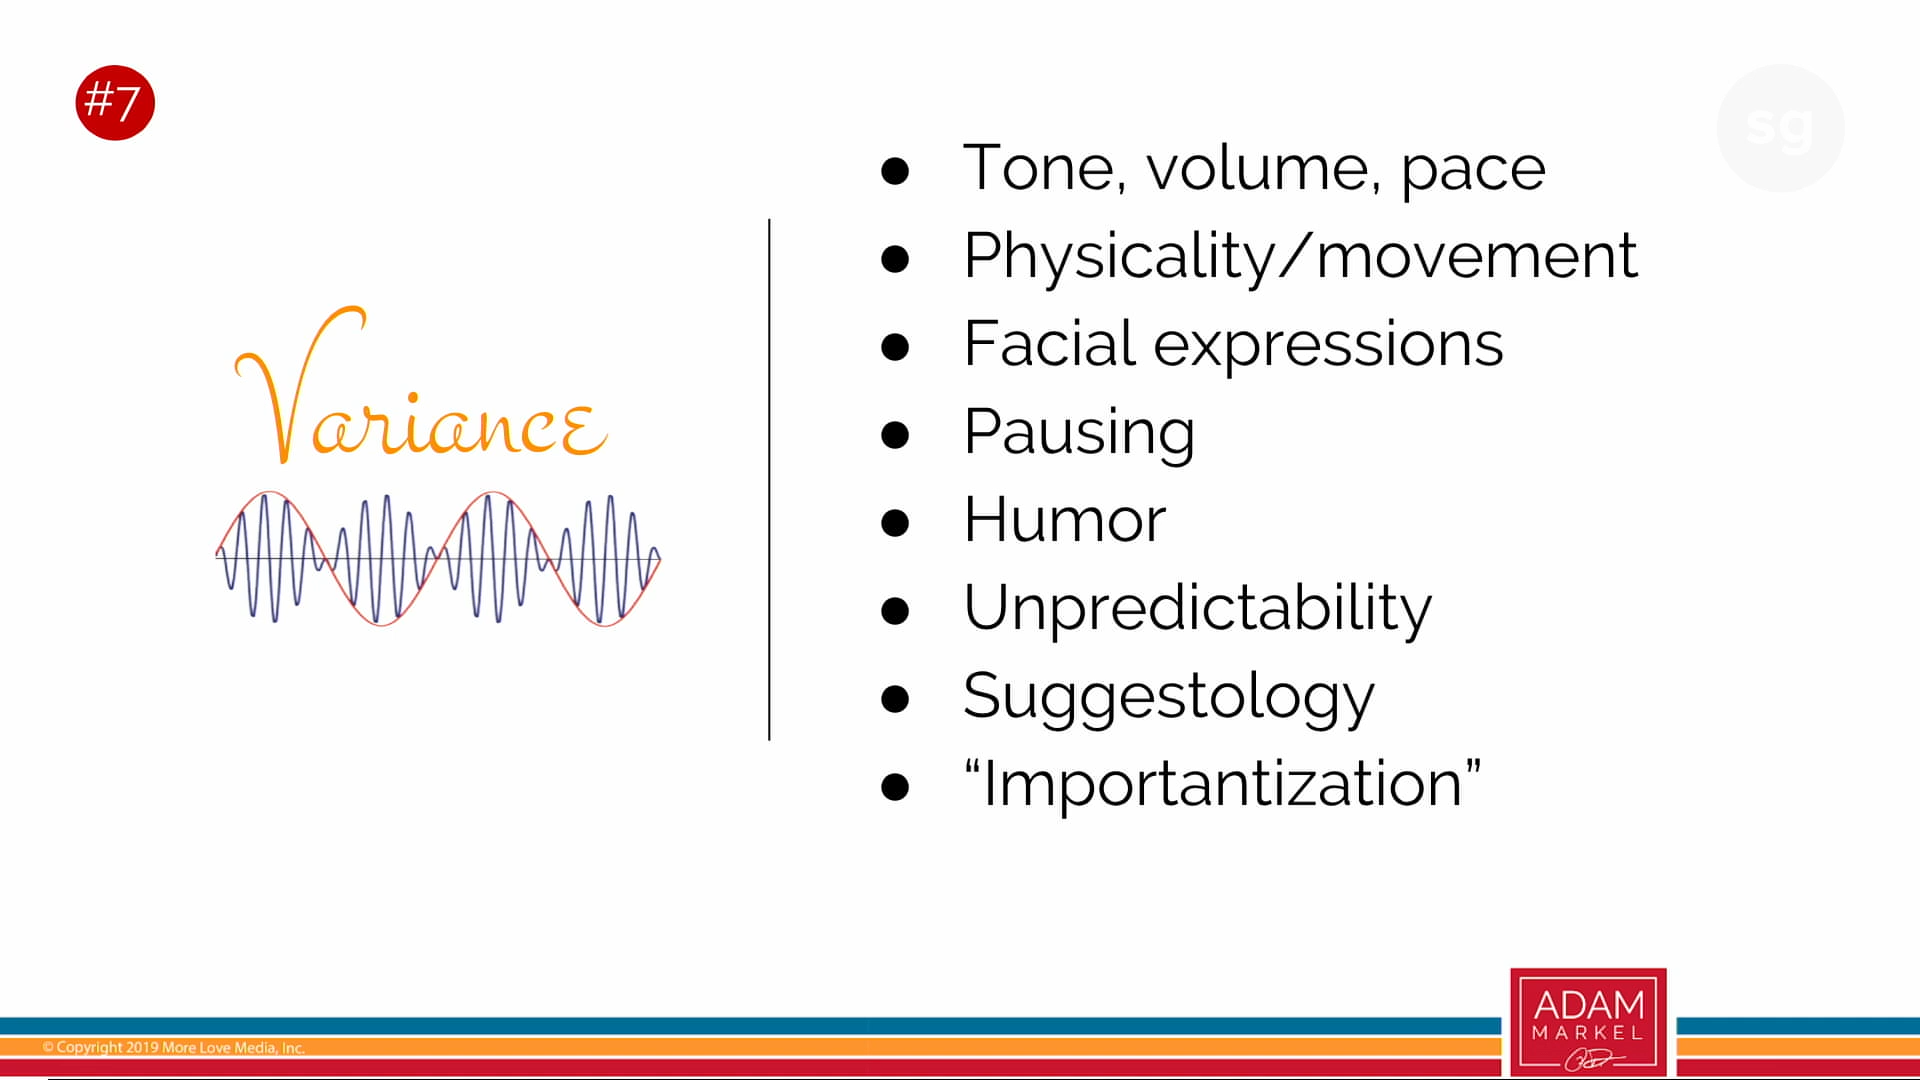 #7
sg
Variance
● Tone, volume, pace
● Physicality/movement
● Facial expressions
● Pausing
● Humor
● Unpredictability
● Suggestology
● “Importantization”
© Copyright 2019 More Love Media, Inc.
ADAM
MARKEL